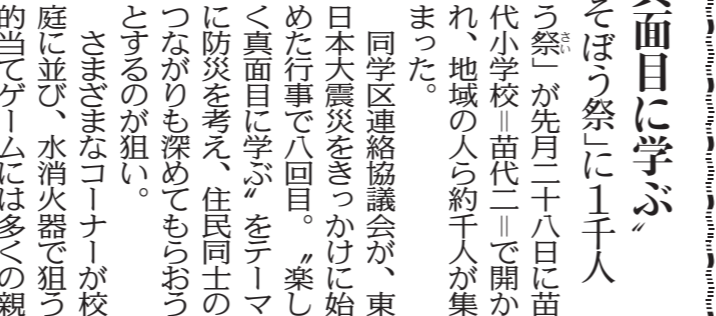 真面目に学ぶ〟
そぼう祭」に1千人
う祭」が先月二十八日に苗
さい
代小学校＝苗代二＝で開か
れ、地域の人ら約千人が集
まった。
同学区連絡協議会が、東
日本大震災をきっかけに始
めた行事で八回目。〝楽し
く真面目に学ぶ〟をテーマ
に防災を考え、住民同士の
つながりも深めてもらおう
とするのが狙い。
さまざまなコーナーが校
庭に並び、水消火器で狙う
的当てゲームには多くの親